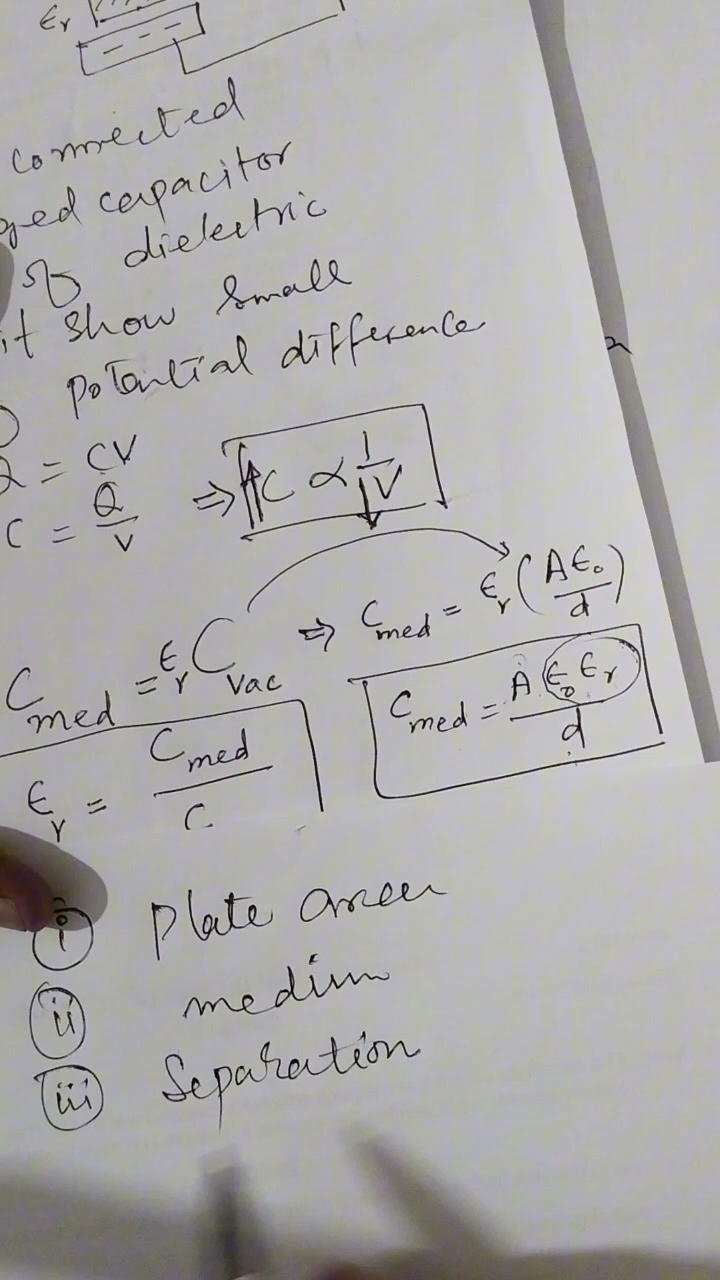 εr
connected
ged capacitor
of dielectric
it show small
potential difference
Q = CV
C = Q/V ⇒ ↑C ∝ 1/V↓
Cmed = εr Cvac ⇒ Cmed = εr (Aε₀/d)
εr = Cmed/C
Cmed = Aε₀εr/d
(i) Plate area
(ii) medium
(iii) Separation